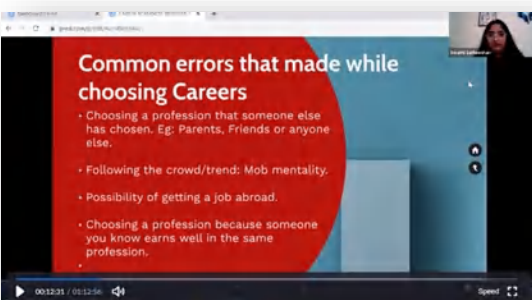 Common errors that made while
choosing Careers
• Choosing a profession that someone else
has chosen. Eg: Parents, Friends or anyone
else.
• Following the crowd/trend: Mob mentality.
• Possibility of getting a job abroad.
• Choosing a profession because someone
you know earns well in the same
profession.
•
00:12:31 / 01:12:56
Speed